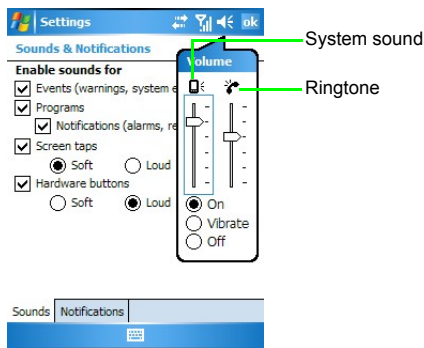 Settings
ok
Sounds & Notifications
Volume
System sound
Ringtone
Enable sounds for
Events (warnings, system e
Programs
Notifications (alarms, re
Screen taps
Soft
Loud
Hardware buttons
Soft
Loud
On
Vibrate
Off
Sounds
Notifications